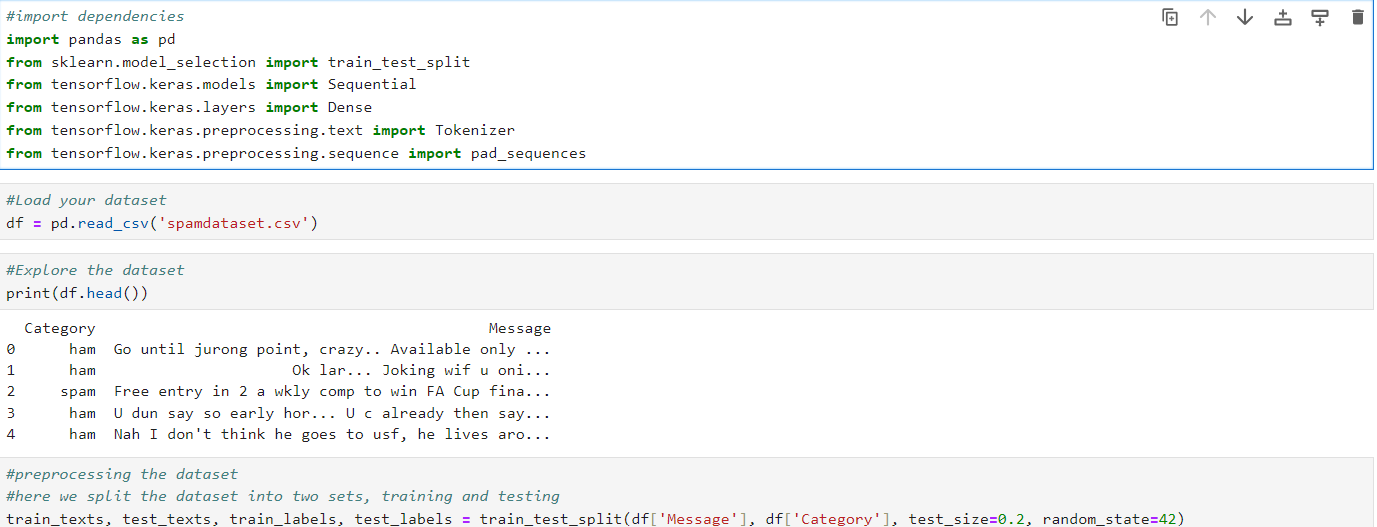 #import dependencies
import pandas as pd
from sklearn.model_selection import train_test_split
from tensorflow.keras.models import Sequential
from tensorflow.keras.layers import Dense
from tensorflow.keras.preprocessing.text import Tokenizer
from tensorflow.keras.preprocessing.sequence import pad_sequences
#Load your dataset
df = pd.read_csv('spamdataset.csv')
#Explore the dataset
print(df.head())
  Category                                            Message
0      ham  Go until jurong point, crazy.. Available only ...
1      ham                      Ok lar... Joking wif u oni...
2     spam  Free entry in 2 a wkly comp to win FA Cup fina...
3      ham  U dun say so early hor... U c already then say...
4      ham  Nah I don't think he goes to usf, he lives aro...
#preprocessing the dataset
#here we split the dataset into two sets, training and testing
train_texts, test_texts, train_labels, test_labels = train_test_split(df['Message'], df['Category'], test_size=0.2, random_state=42)